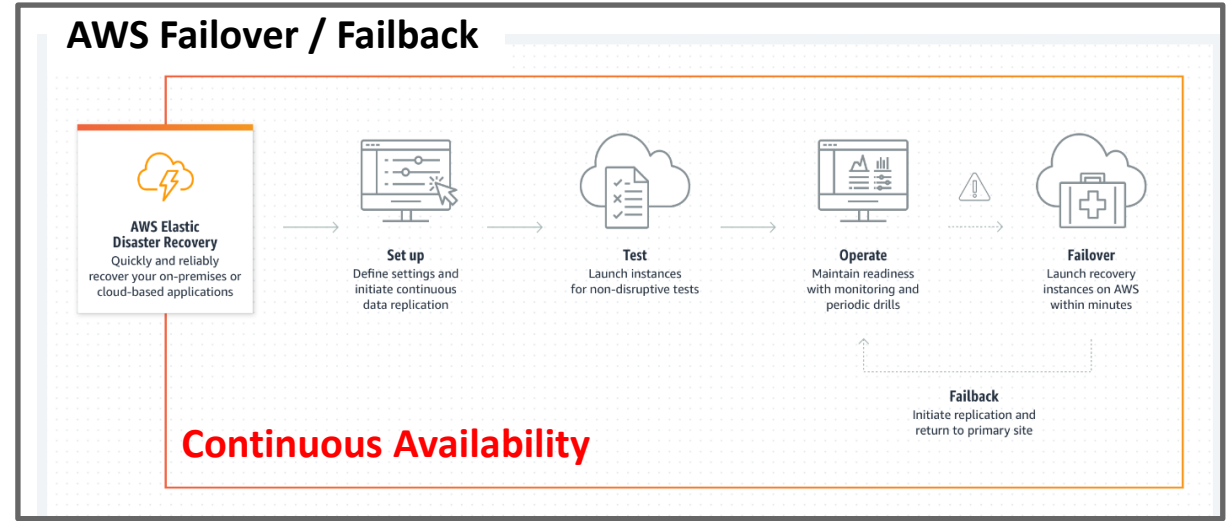 AWS Failover / Failback
AWS Elastic
Disaster Recovery
Quickly and reliably
recover your on-premises or
cloud-based applications
Set up
Define settings and
initiate continuous
data replication
Test
Launch instances
for non-disruptive tests
Operate
Maintain readiness
with monitoring and
periodic drills
Failover
Launch recovery
instances on AWS
within minutes
Failback
Initiate replication and
return to primary site
Continuous Availability